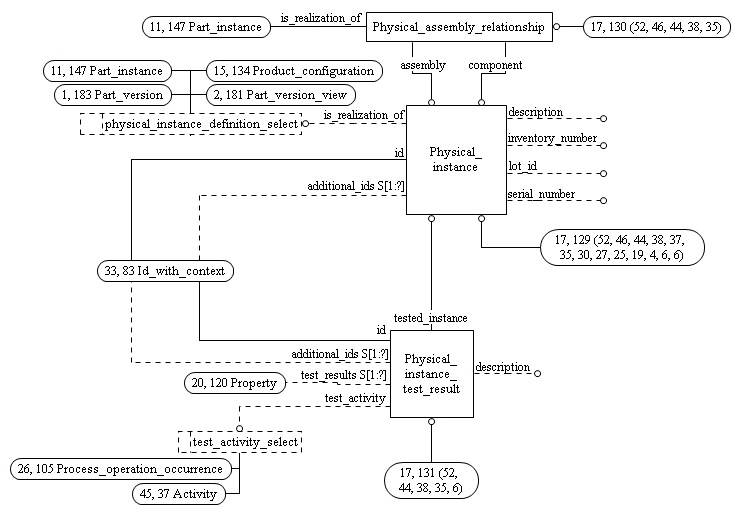 11, 147 Part_instance
is_realization_of
Physical_assembly_relationship
17, 130 (52, 46, 44, 38, 35)
assembly
component
11, 147 Part_instance
15, 134 Product_configuration
1, 183 Part_version
2, 181 Part_version_view
physical_instance_definition_select
is_realization_of
description
inventory_number
lot_id
serial_number
Physical_
instance
id
additional_ids S[1:?]
17, 129 (52, 46, 44, 38, 37,
35, 30, 27, 25, 19, 4, 6, 6)
33, 83 Id_with_context
tested_instance
id
additional_ids S[1:?]
test_results S[1:?]
test_activity
Physical_
instance_
test_result
description
20, 120 Property
test_activity_select
26, 105 Process_operation_occurrence
45, 37 Activity
17, 131 (52,
44, 38, 35, 6)